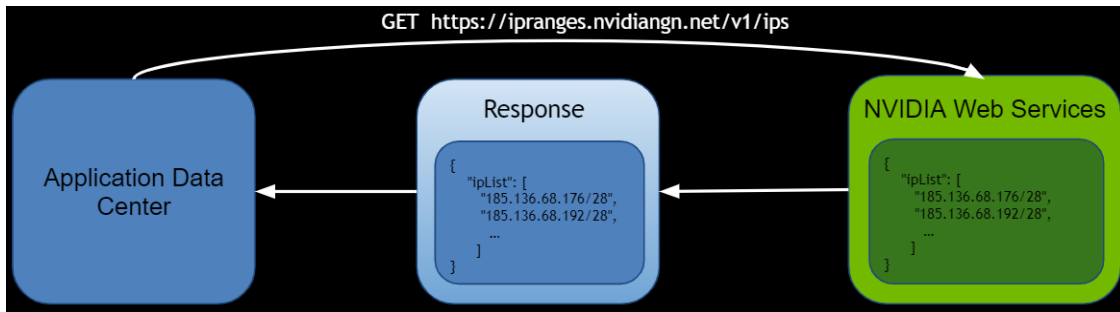 GET https://ipranges.nvidiangn.net/v1/ips
Application Data
Center
Response
{
"ipList": [
"185.136.68.176/28",
"185.136.68.192/28",
...
]
}
NVIDIA Web Services
{
"ipList": [
"185.136.68.176/28",
"185.136.68.192/28",
...
]
}